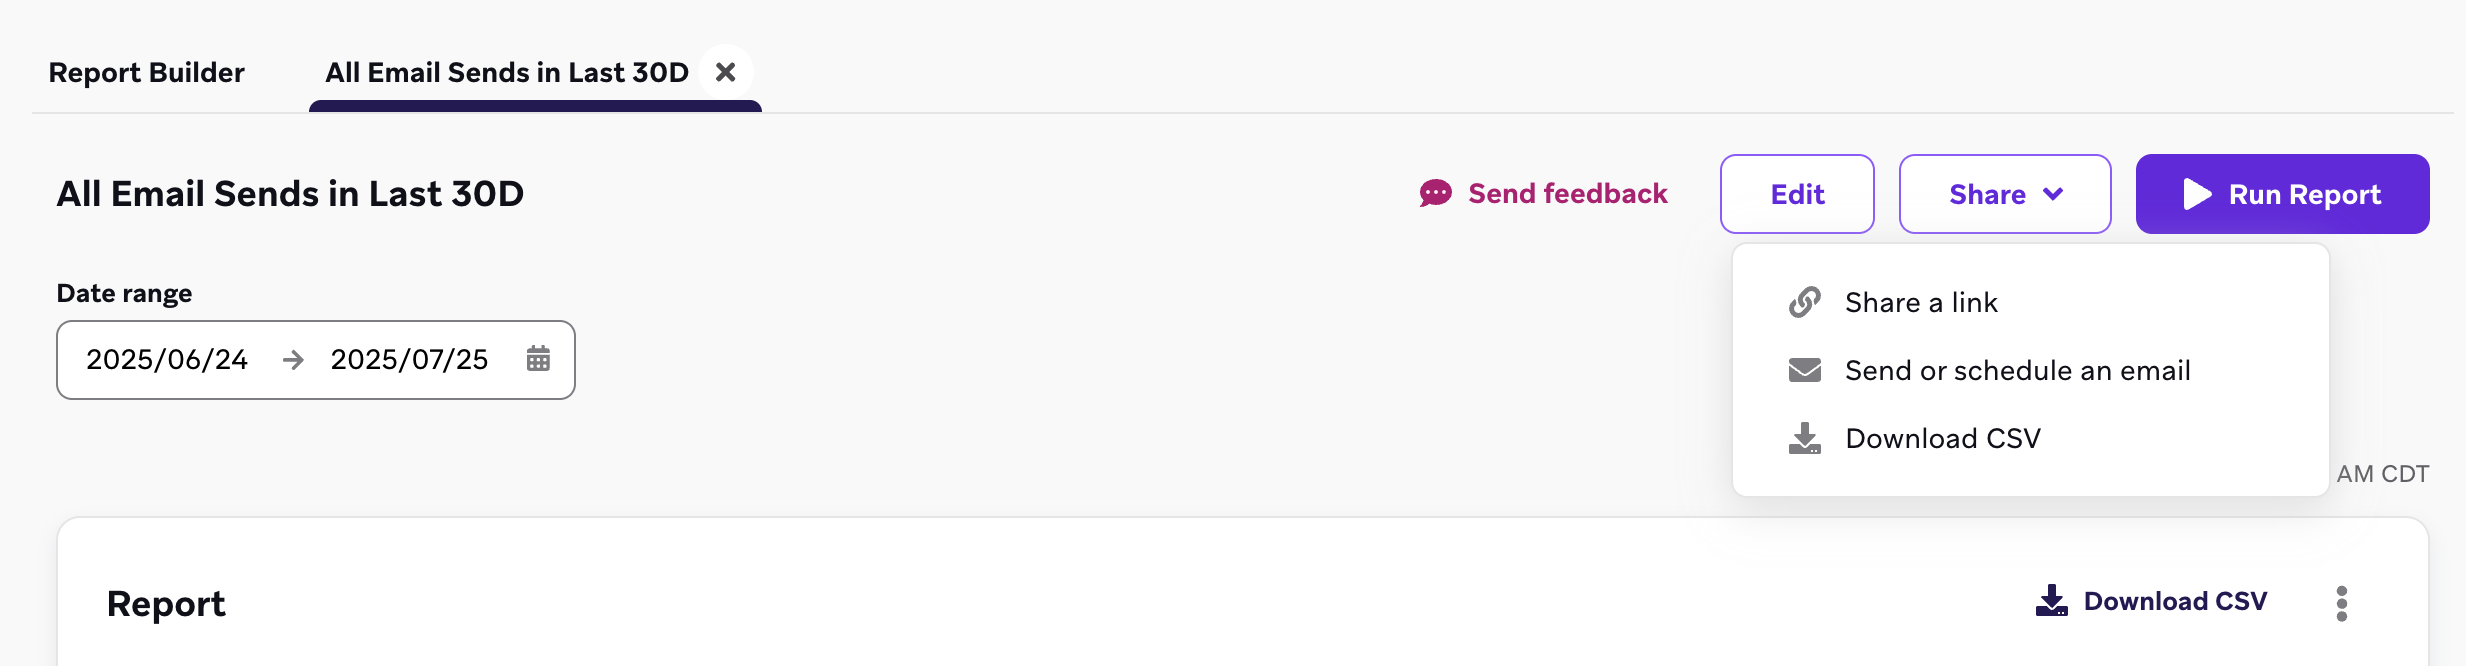 Report Builder
All Email Sends in Last 30D
All Email Sends in Last 30D
Send feedback
Edit
Share
Run Report
Date range
2025/06/24 → 2025/07/25
Share a link
Send or schedule an email
Download CSV
AM CDT
Report
Download CSV